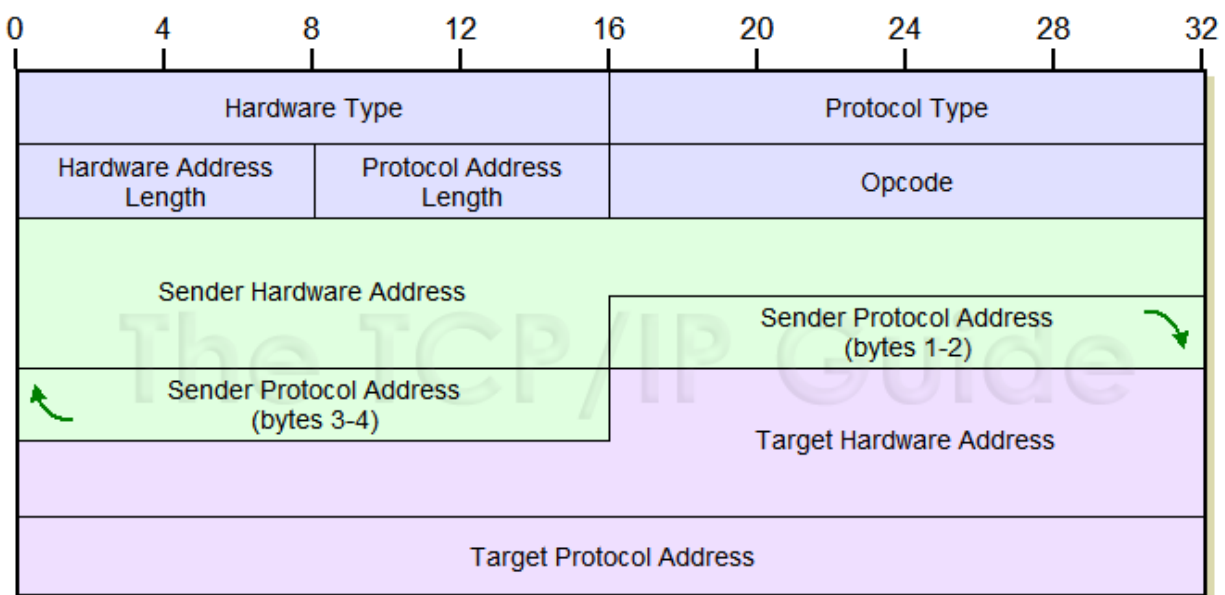 0 4 8 12 16 20 24 28 32
Hardware Type Protocol Type
Hardware Address
Length
Protocol Address
Length
Opcode
Sender Hardware Address
Sender Protocol Address
(bytes 1-2)
Sender Protocol Address
(bytes 3-4)
Target Hardware Address
Target Protocol Address
The TCP/IP Guide